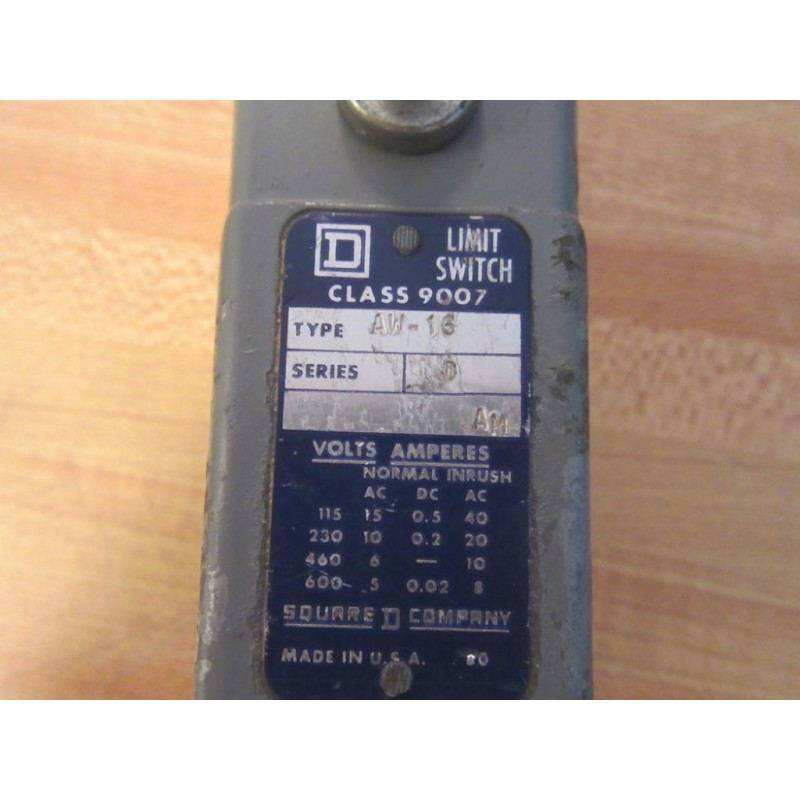 D LIMIT
SWITCH
CLASS 9007
TYPE AW-16
SERIES D
AM
VOLTS AMPERES
NORMAL INRUSH
AC DC AC
115 15 0.5 40
230 10 0.2 20
460 6 — 10
600 5 0.02 8
SQUARE D COMPANY
MADE IN U.S.A. 80